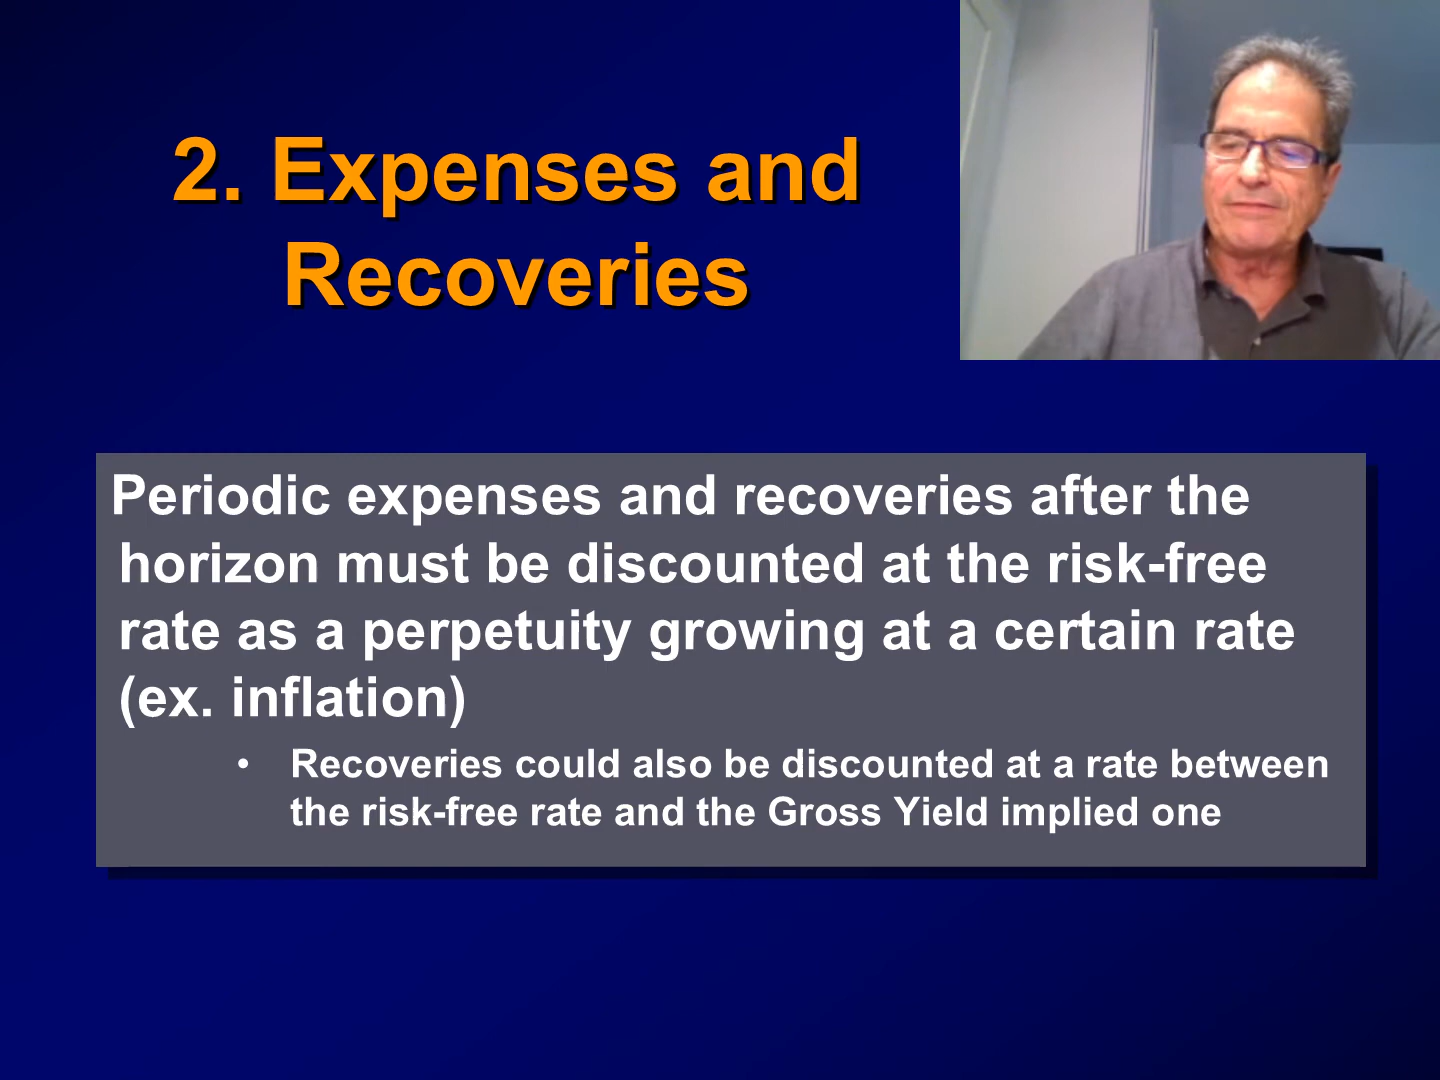 2. Expenses and
Recoveries
Periodic expenses and recoveries after the
horizon must be discounted at the risk-free
rate as a perpetuity growing at a certain rate
(ex. inflation)
• Recoveries could also be discounted at a rate between
the risk-free rate and the Gross Yield implied one